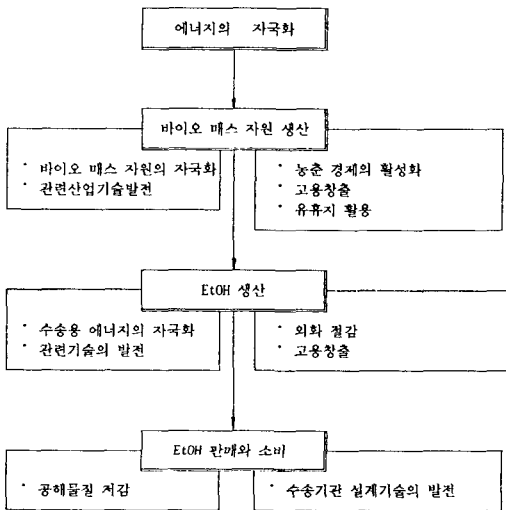 에너지의 자국화
바이오 매스 자원 생산
· 바이오 매스 자원의 자국화
· 관련산업기술발전
· 농촌 경제의 활성화
· 고용창출
· 유휴지 활용
EtOH 생산
· 수송용 에너지의 자국화
· 관련기술의 발전
· 외화 절감
· 고용창출
EtOH 판매와 소비
· 공해물질 저감
· 수송기관 설계기술의 발전